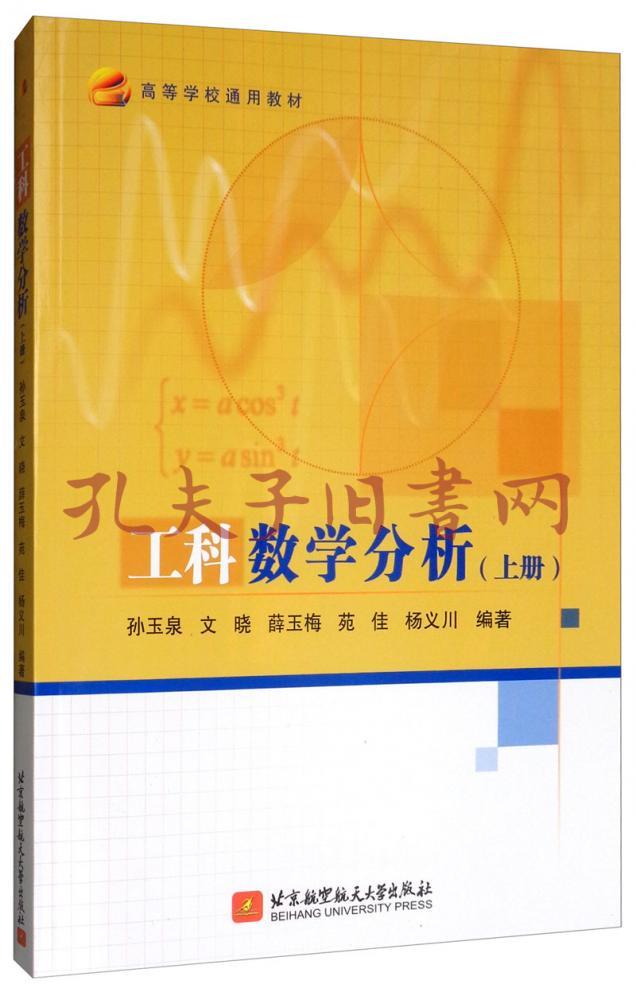 高等学校通用教材
x = a cos³ t
y = a sin³ t
孔夫子旧書网
工科数学分析(上册)
孙玉泉 文 晓 薛玉梅 苑 佳 杨义川 编著
北京航空航天大学出版社
BEIHANG UNIVERSITY PRESS
工科数学分析(上册) 孙玉泉 文 晓 薛玉梅 苑 佳 杨义川 编著 北京航空航天大学出版社